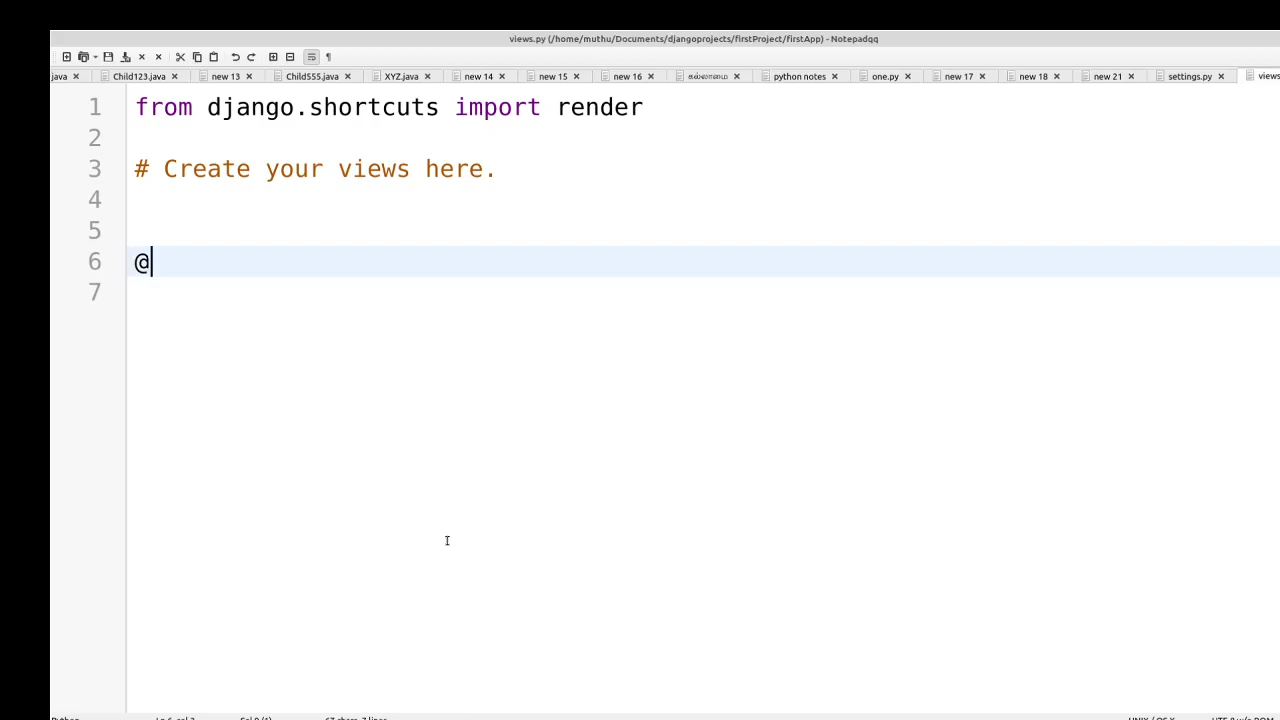 views.py (/home/muthu/Documents/djangoprojects/firstProject/firstApp) - Notepadqq
java Child123.java new 13 Child555.java XYZ.java new 14 new 15 new 16 python notes one.py new 17 new 18 new 21 settings.py views
1 from django.shortcuts import render
2
3 # Create your views here.
4
5
6 @
7